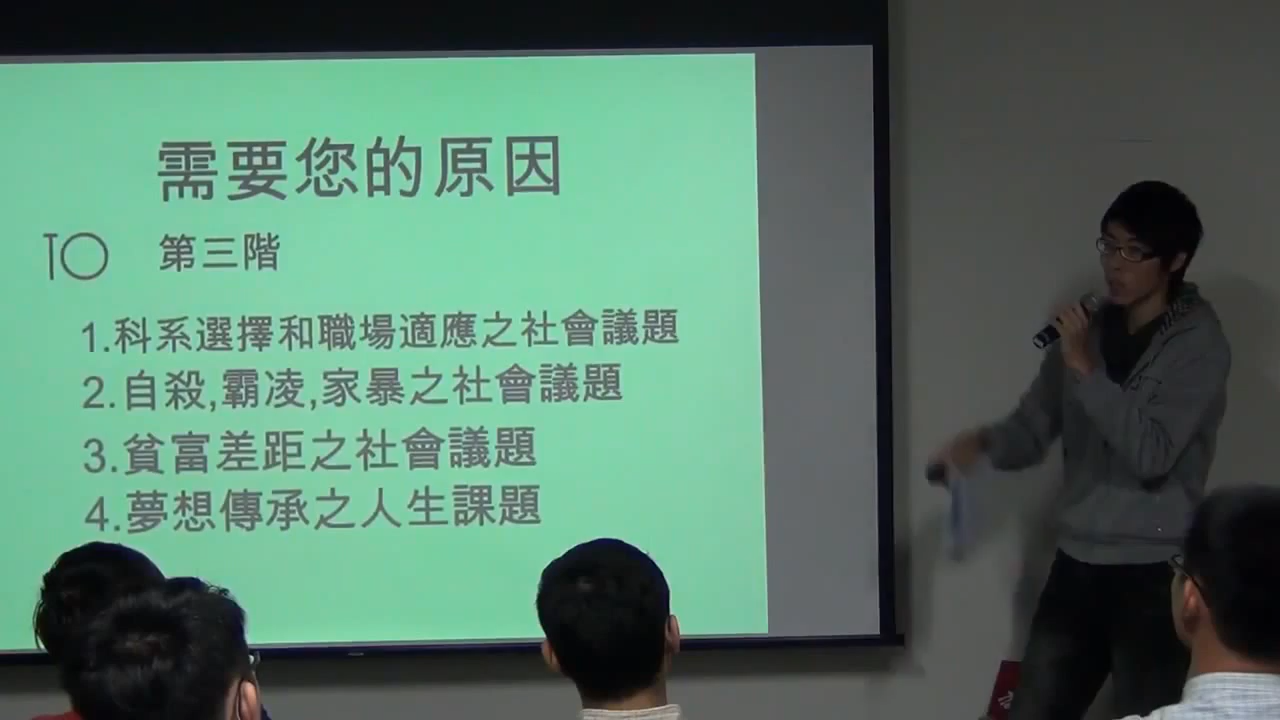 需要您的原因
TO 第三階
1.科系選擇和職場適應之社會議題
2.自殺,霸凌,家暴之社會議題
3.貧富差距之社會議題
4.夢想傳承之人生課題